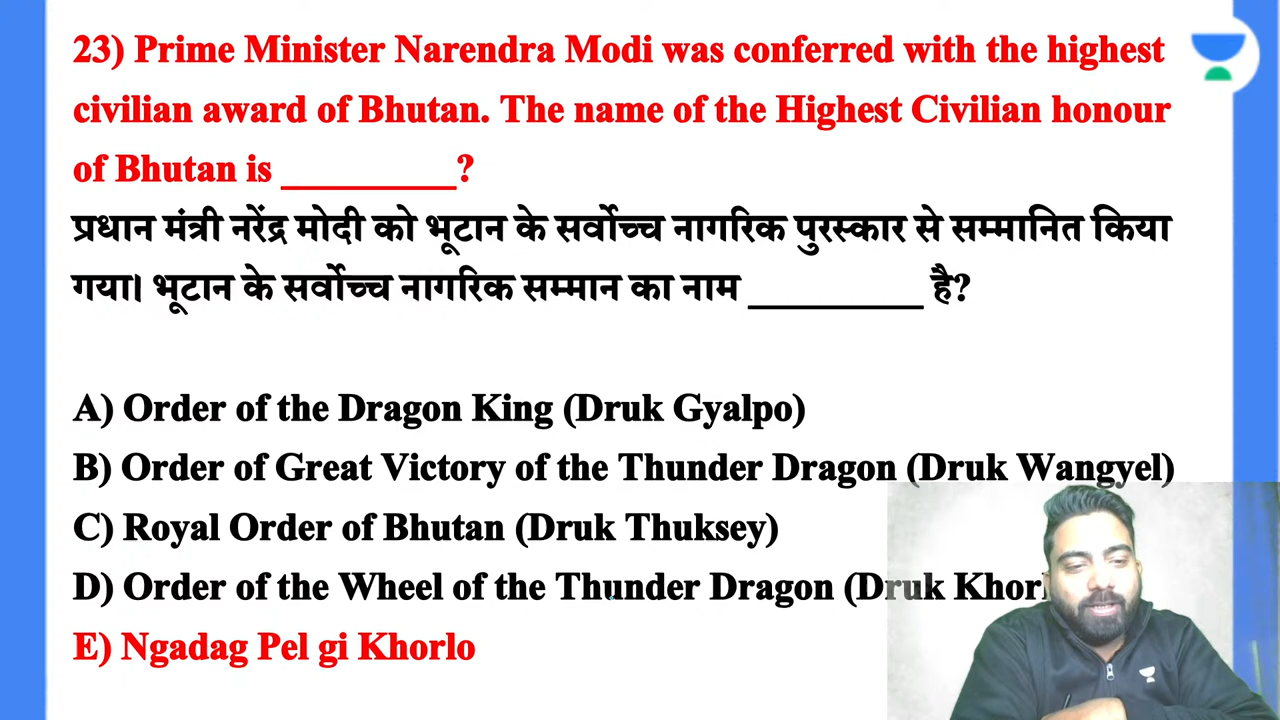 23) Prime Minister Narendra Modi was conferred with the highest
civilian award of Bhutan. The name of the Highest Civilian honour
of Bhutan is _________?
प्रधान मंत्री नरेंद्र मोदी को भूटान के सर्वोच्च नागरिक पुरस्कार से सम्मानित किया
गया। भूटान के सर्वोच्च नागरिक सम्मान का नाम _________ है?
A) Order of the Dragon King (Druk Gyalpo)
B) Order of Great Victory of the Thunder Dragon (Druk Wangyel)
C) Royal Order of Bhutan (Druk Thuksey)
D) Order of the Wheel of the Thunder Dragon (Druk
E) Ngadag Pel gi Khorlo